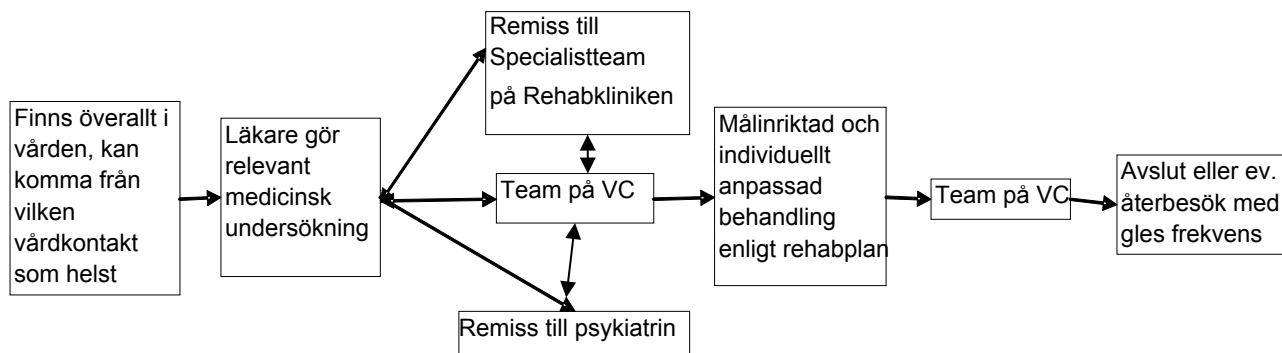 Finns överallt i
vården, kan
komma från
vilken
vårdkontakt
som helst
Läkare gör
relevant
medicinsk
undersökning
Remiss till
Specialistteam
på Rehabkliniken
Team på VC
Remiss till psykiatrin
Målinriktad och
individuellt
anpassad
behandling
enligt rehabplan
Team på VC
Avslut eller ev.
återbesök med
gles frekvens